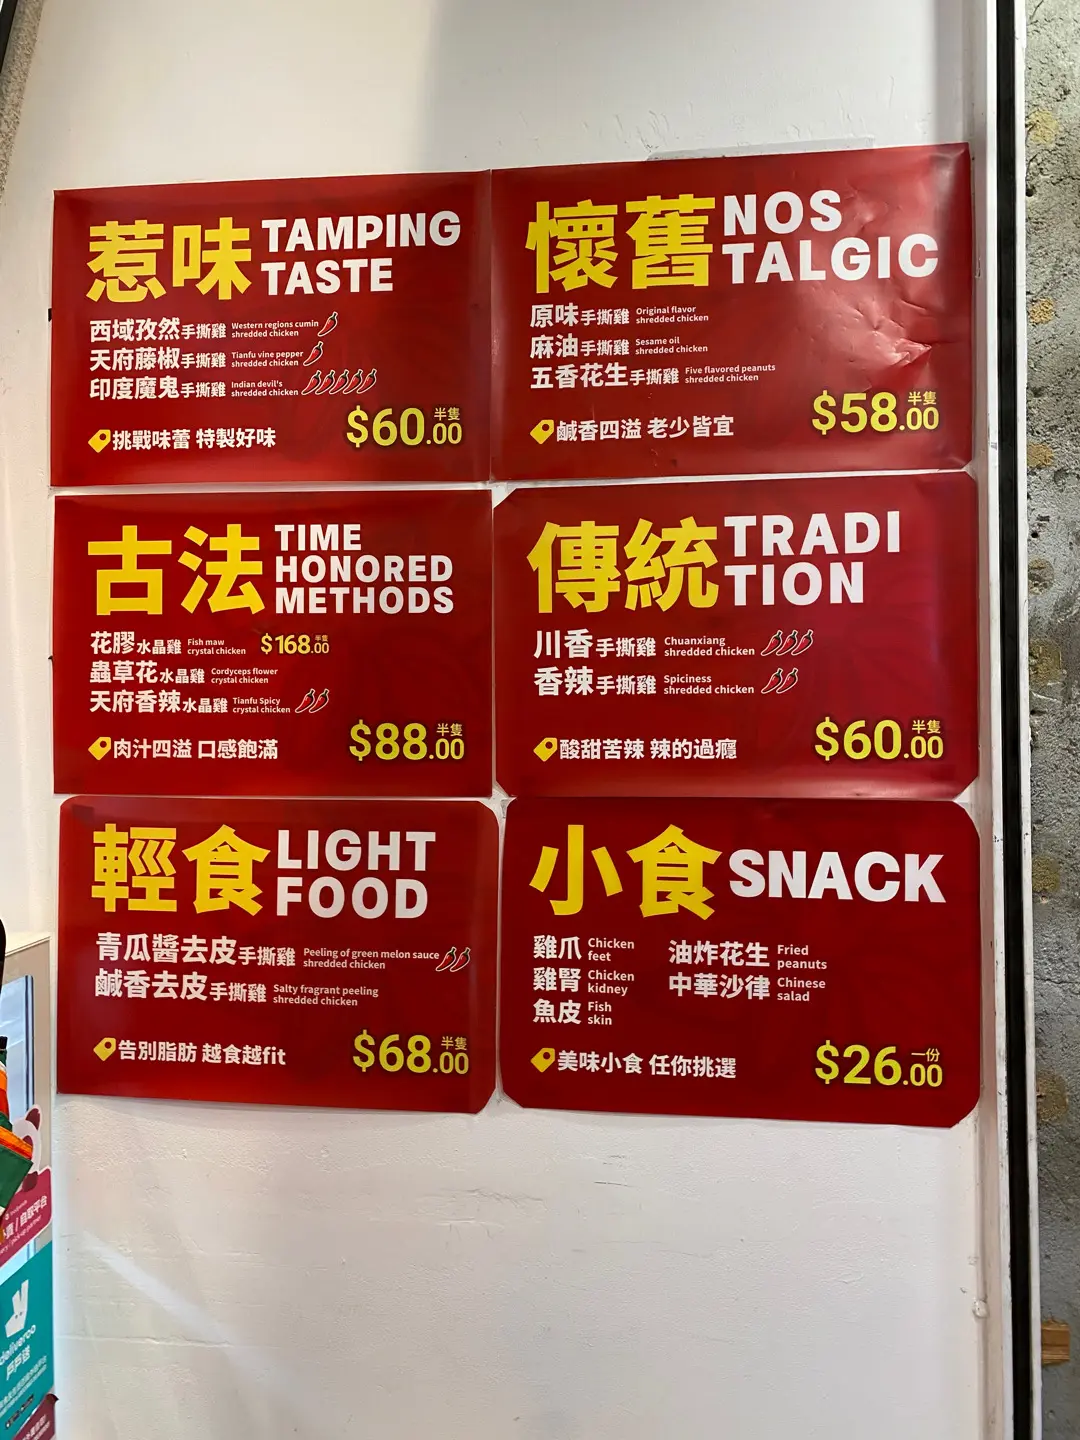 惹味 TAMPING
TASTE
西域孜然手撕雞 Western regions cumin
shredded chicken
天府藤椒手撕雞 Tianfu vine pepper
shredded chicken
印度魔鬼手撕雞 Indian devil's
shredded chicken
挑戰味蕾 特製好味
$60.00 半隻
懷舊 NOS
TALGIC
原味手撕雞 Original flavor
shredded chicken
麻油手撕雞 Sesame oil
shredded chicken
五香花生手撕雞 Five flavored peanuts
shredded chicken
鹹香四溢 老少皆宜
$58.00 半隻
古法 TIME
HONORED
METHODS
花膠水晶雞 Fish maw
crystal chicken $168.00 半隻
蟲草花水晶雞 Cordyceps flower
crystal chicken
天府香辣水晶雞 Tianfu Spicy
crystal chicken
肉汁四溢 口感飽滿
$88.00 半隻
傳統 TRADI
TION
川香手撕雞 Chuanxiang
shredded chicken
香辣手撕雞 Spiciness
shredded chicken
酸甜苦辣 辣的過癮
$60.00 半隻
輕食 LIGHT
FOOD
青瓜醬去皮手撕雞 Peeling of green melon sauce
shredded chicken
鹹香去皮手撕雞 Salty fragrant peeling
shredded chicken
告別脂肪 越食越fit
$68.00 半隻
小食 SNACK
雞爪 Chicken
feet
雞腎 Chicken
kidney
魚皮 Fish
skin
油炸花生 Fried
peanuts
中華沙律 Chinese
salad
美味小食 任你挑選
$26.00 一份
自取平台
deliveroo
戶戶送